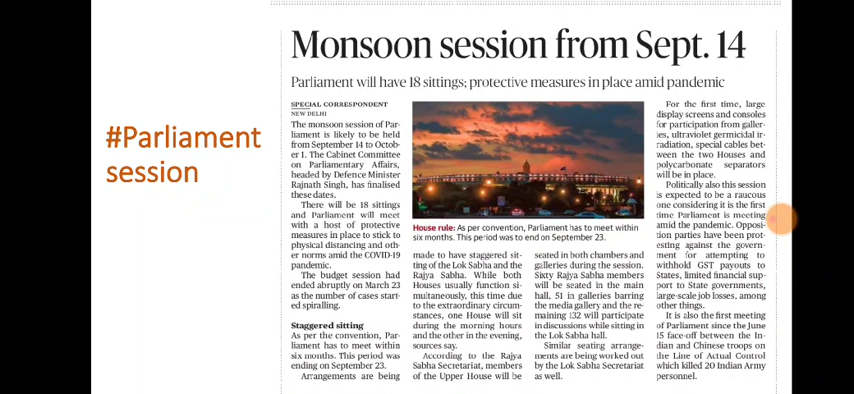 #Parliament
session
Monsoon session from Sept. 14
Parliament will have 18 sittings; protective measures in place amid pandemic
SPECIAL CORRESPONDENT
NEW DELHI
The monsoon session of Par-
liament is likely to be held
from September 14 to Octob-
er 1. The Cabinet Committee
on Parliamentary Affairs,
headed by Defence Minister
Rajnath Singh, has finalised
these dates.
There will be 18 sittings
and Parliament will meet
with a host of protective
measures in place to stick to
physical distancing and oth-
er norms amid the COVID-19
pandemic.
The budget session had
ended abruptly on March 23
as the number of cases start-
ed spiralling.
Staggered sitting
As per the convention, Par-
liament has to meet within
six months. This period was
ending on September 23.
Arrangements are being
House rule: As per convention, Parliament has to meet within
six months. This period was to end on September 23.
made to have staggered sit-
ting of the Lok Sabha and the
Rajya Sabha. While both
Houses usually function si-
multaneously, this time due
to the extraordinary circum-
stances, one House will sit
during the morning hours
and the other in the evening,
sources say.
According to the Rajya
Sabha Secretariat, members
of the Upper House will be
seated in both chambers and
galleries during the session.
Sixty Rajya Sabha members
will be seated in the main
hall, 51 in galleries barring
the media gallery and the re-
maining 132 will participate
in discussions while sitting in
the Lok Sabha hall.
Similar seating arrange-
ments are being worked out
by the Lok Sabha Secretariat
as well.
For the first time, large
display screens and consoles
for participation from galler-
ies, ultraviolet germicidal ir-
radiation, special cables bet-
ween the two Houses and
polycarbonate separators
will be in place.
Politically also this session
is expected to be a raucous
one considering it is the first
time Parliament is meeting
amid the pandemic. Opposi-
tion parties have been prot-
esting against the govern-
ment for attempting to
withhold GST payouts to
States, limited financial sup-
port to State governments,
large-scale job losses, among
other things.
It is also the first meeting
of Parliament since the June
15 face-off between the In-
dian and Chinese troops on
the Line of Actual Control
which killed 20 Indian Army
personnel.